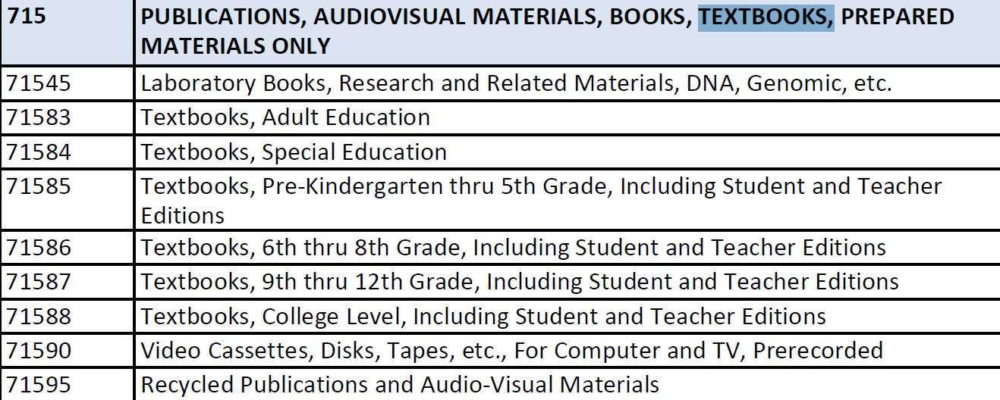 715 PUBLICATIONS, AUDIOVISUAL MATERIALS, BOOKS, TEXTBOOKS, PREPARED
MATERIALS ONLY
71545 Laboratory Books, Research and Related Materials, DNA, Genomic, etc.
71583 Textbooks, Adult Education
71584 Textbooks, Special Education
71585 Textbooks, Pre-Kindergarten thru 5th Grade, Including Student and Teacher
Editions
71586 Textbooks, 6th thru 8th Grade, Including Student and Teacher Editions
71587 Textbooks, 9th thru 12th Grade, Including Student and Teacher Editions
71588 Textbooks, College Level, Including Student and Teacher Editions
71590 Video Cassettes, Disks, Tapes, etc., For Computer and TV, Prerecorded
71595 Recycled Publications and Audio-Visual Materials